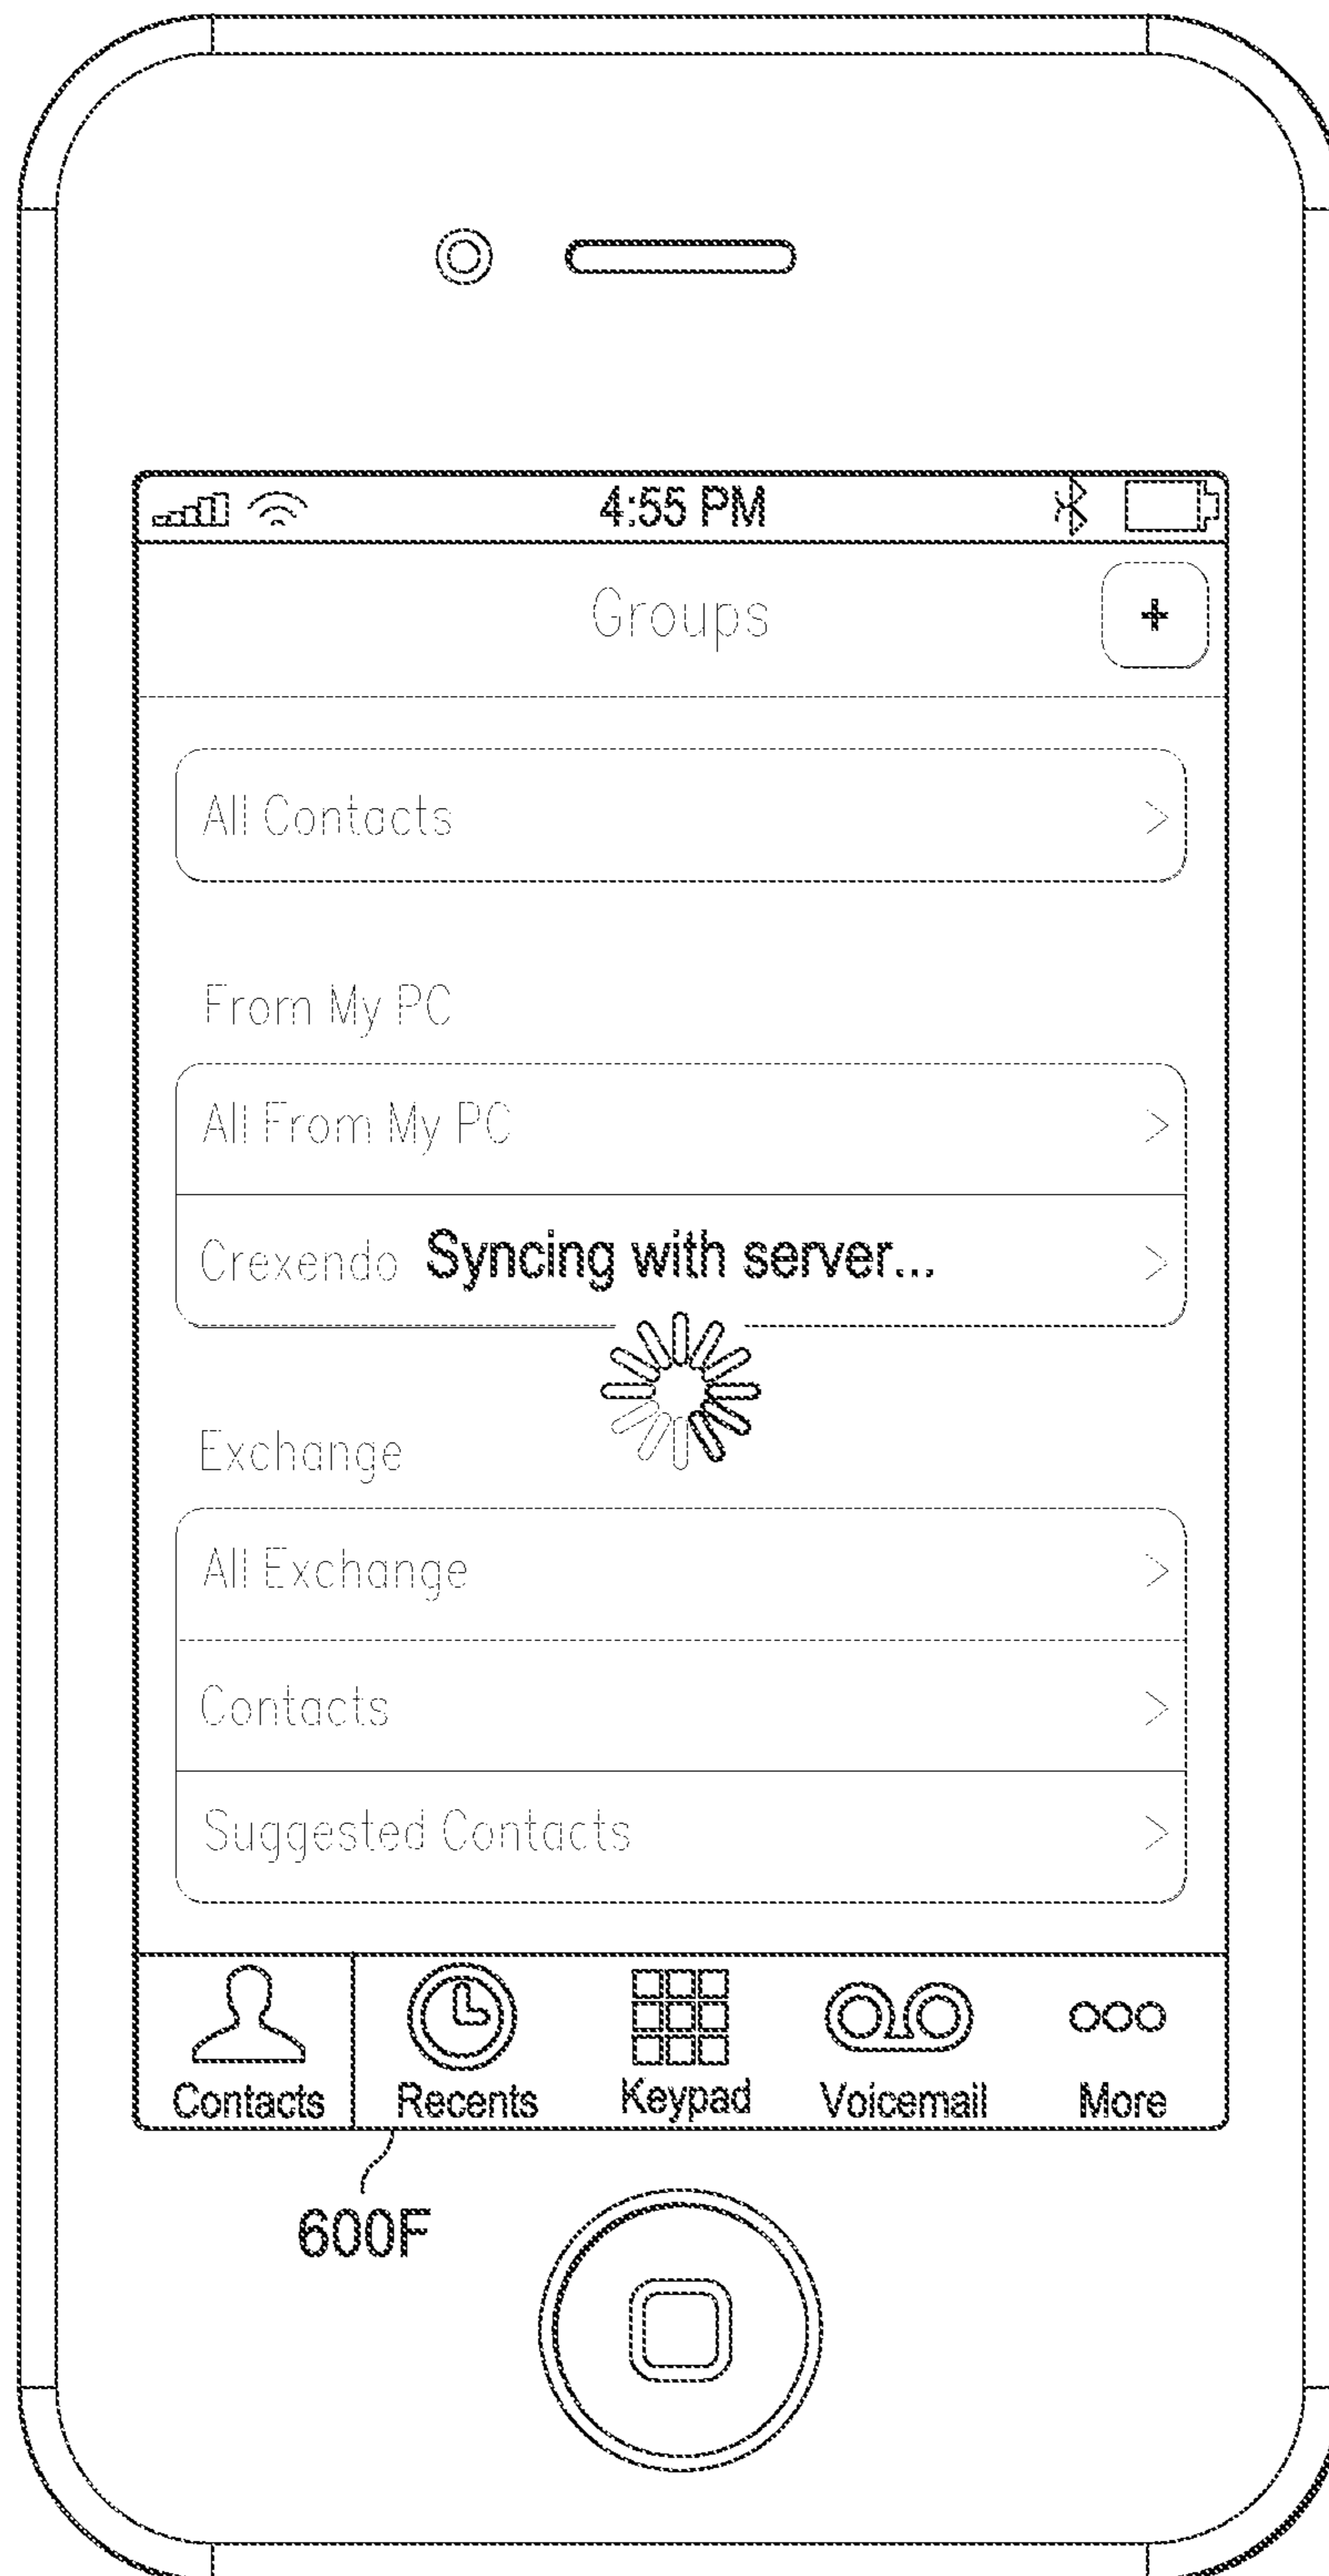 4:55 PM
Groups
+
All Contacts >
From My PC
All From My PC >
Crexendo >
Syncing with server...
Exchange
All Exchange >
Contacts >
Suggested Contacts >
Contacts Recents Keypad Voicemail More
600F